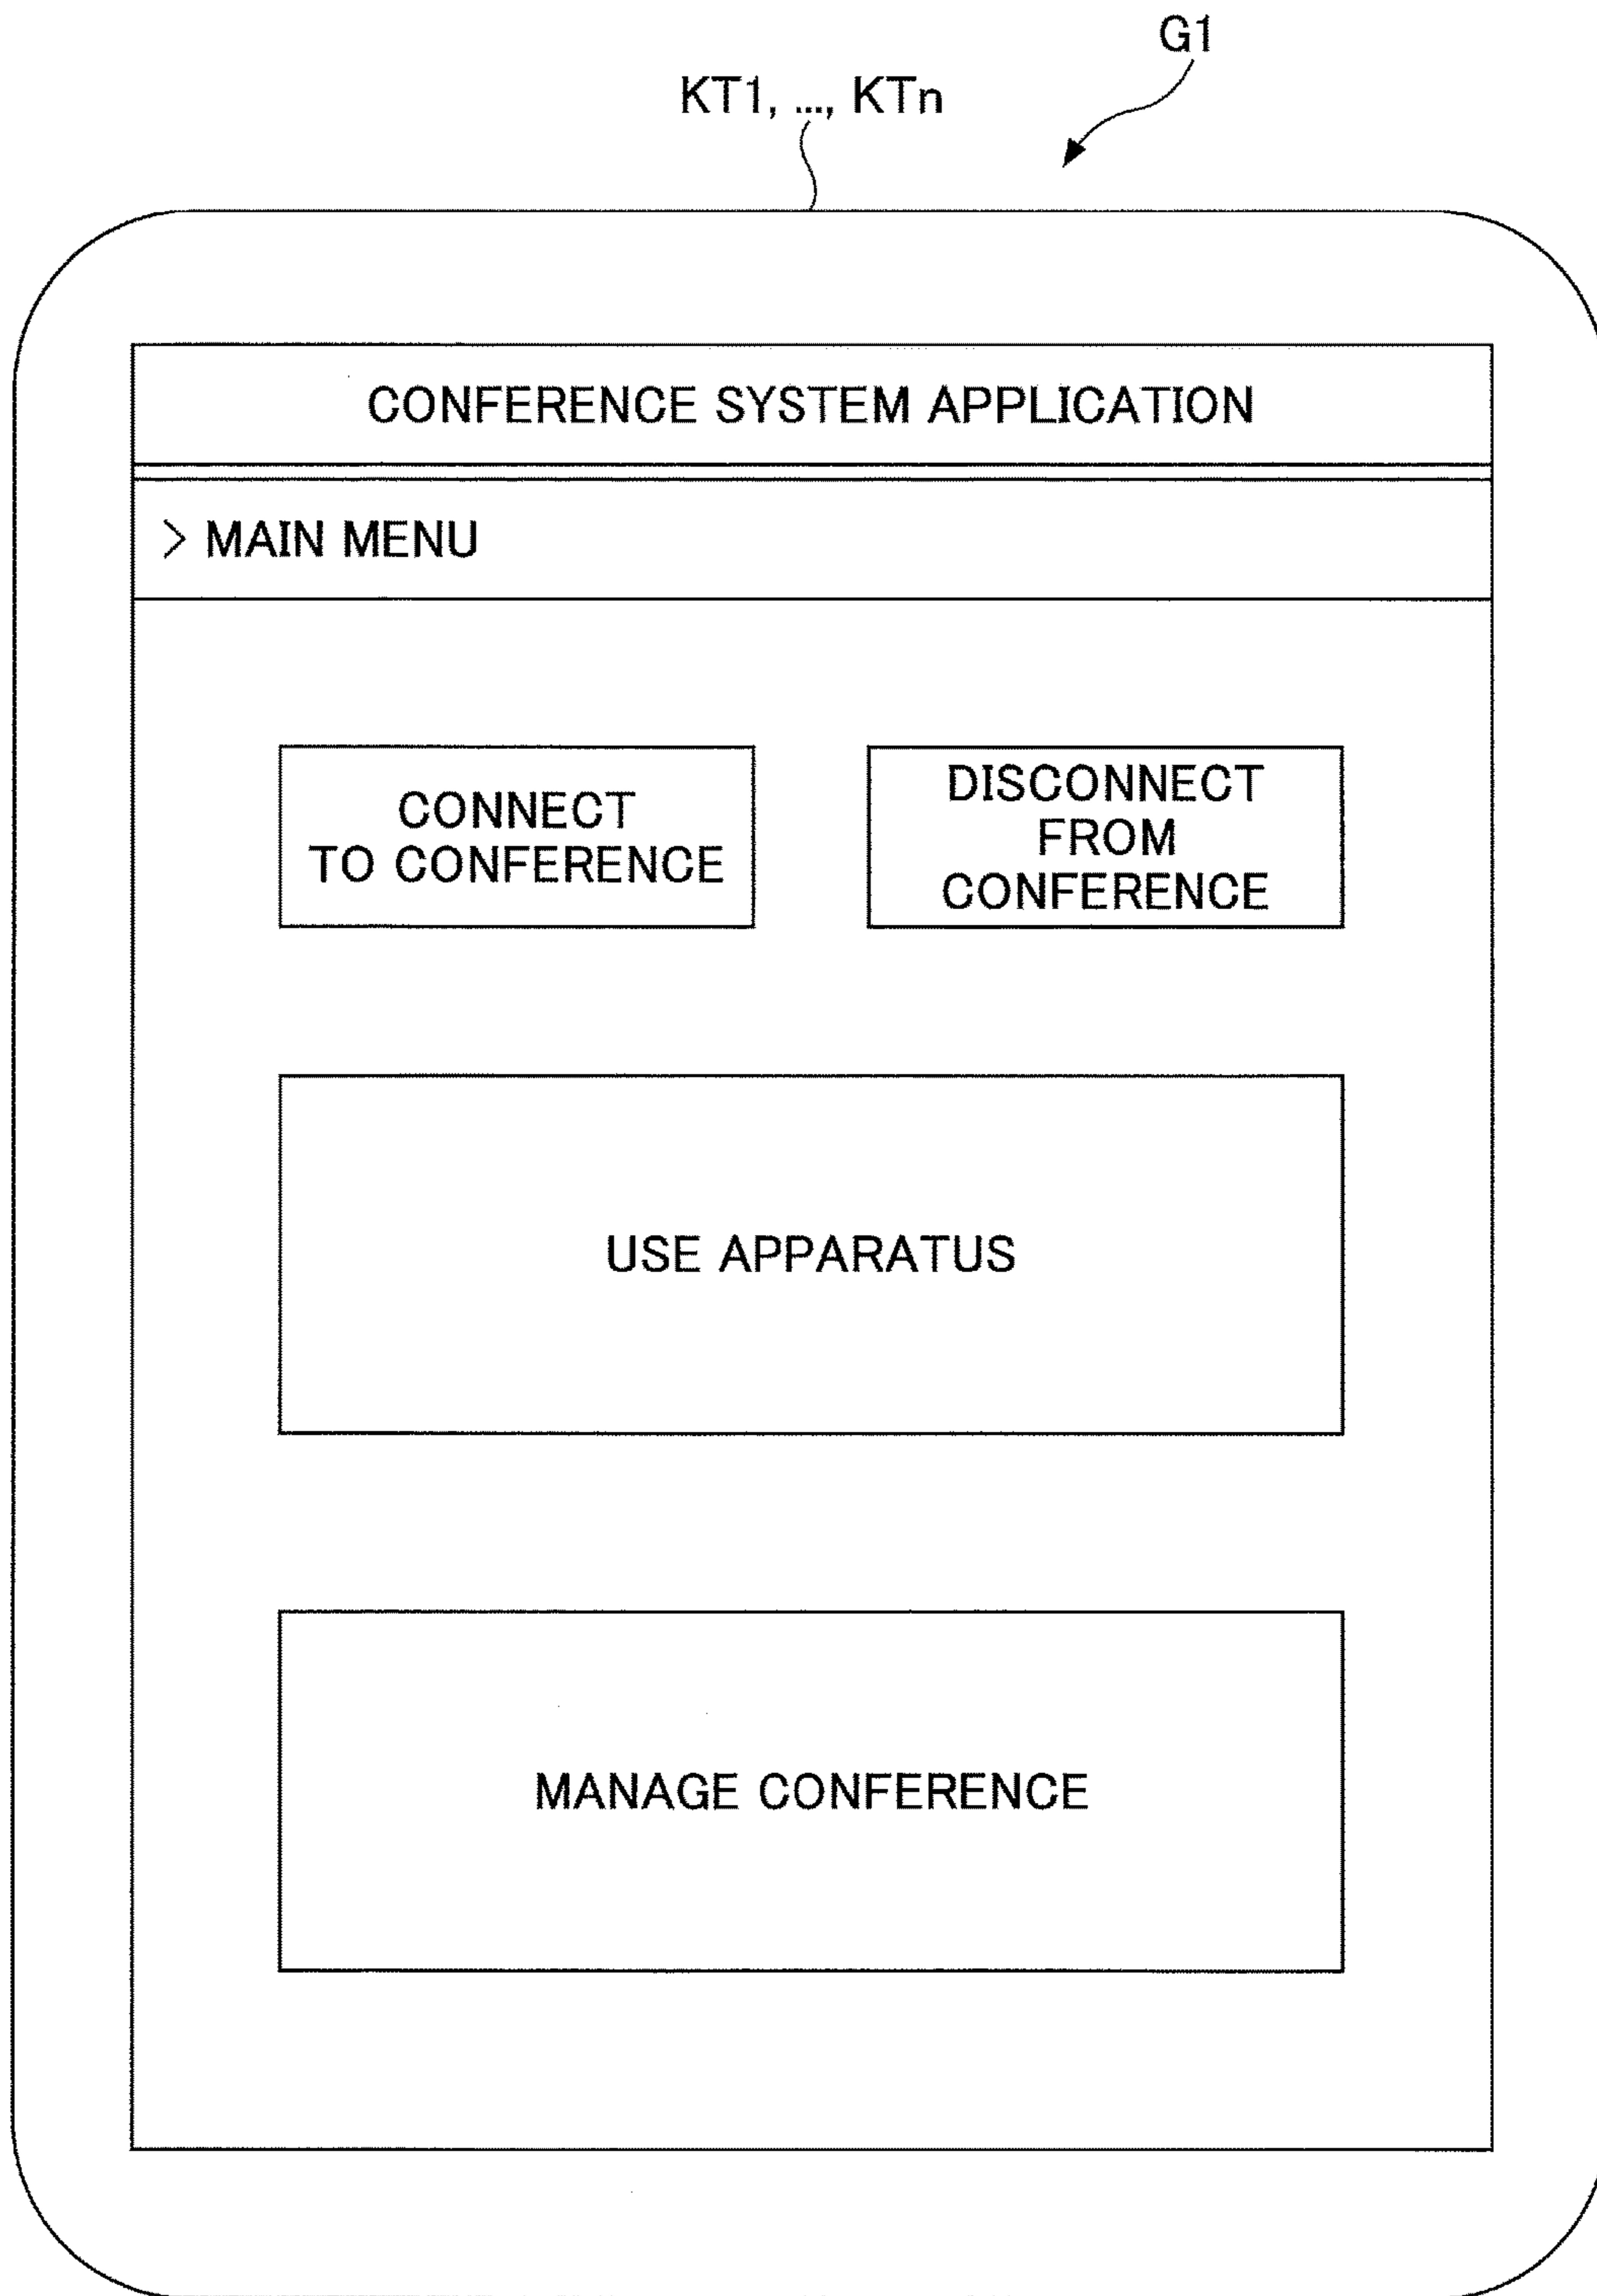 G1
KT1, ..., KTn
CONFERENCE SYSTEM APPLICATION
> MAIN MENU
CONNECT
TO CONFERENCE
DISCONNECT
FROM
CONFERENCE
USE APPARATUS
MANAGE CONFERENCE